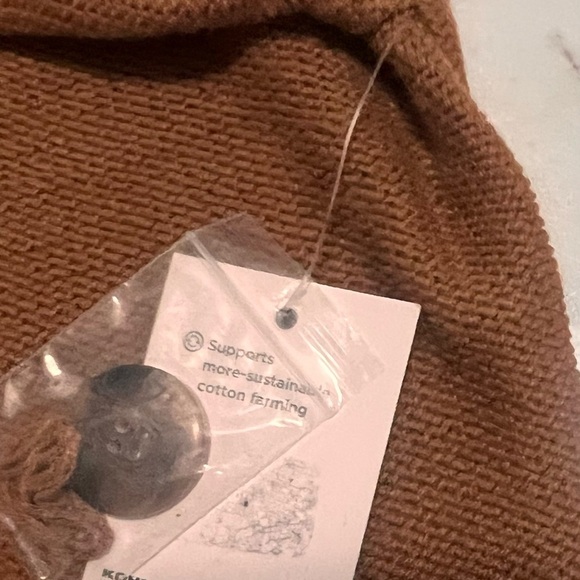 Supports
more-sustainable
cotton farming